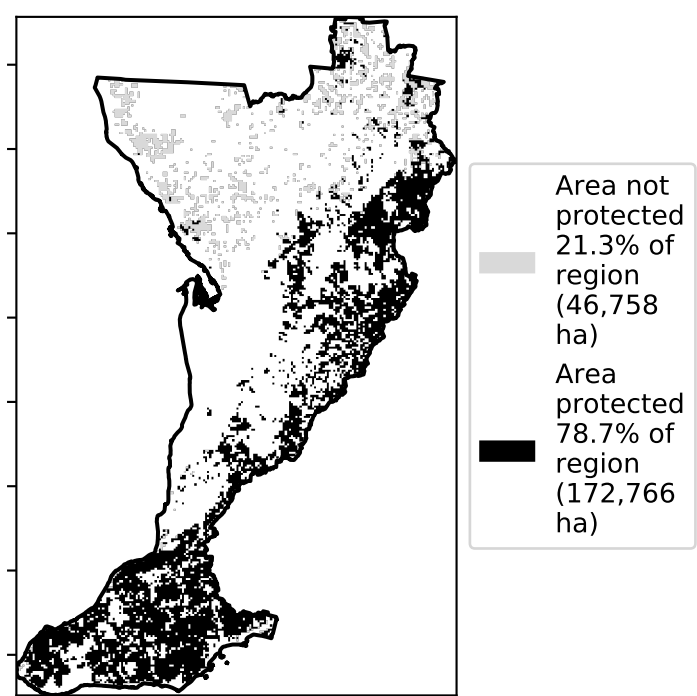 Area not
protected
21.3% of
region
(46,758
ha)
Area
protected
78.7% of
region
(172,766
ha)